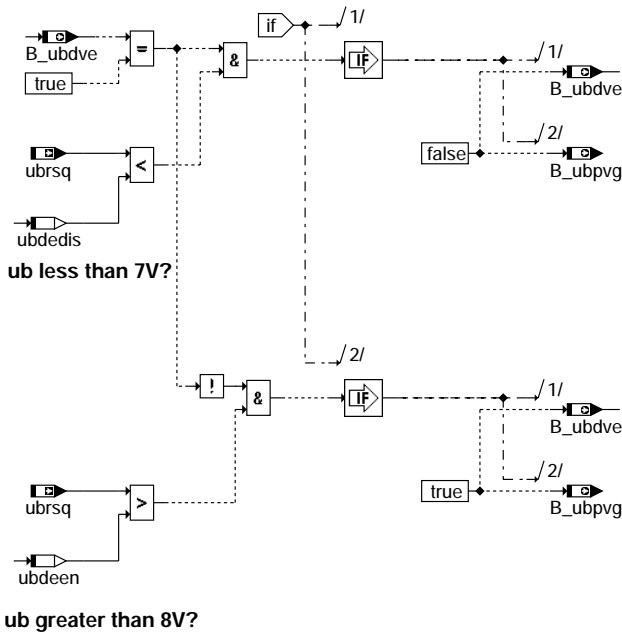 if
1/
B_ubdve
=
true
&
IF
1/
B_ubdve
2/
false
B_ubpvg
ubrsq
<
ubdedis
ub less than 7V?
2/
!
&
IF
1/
B_ubdve
2/
true
B_ubpvg
ubrsq
>
ubdeen
ub greater than 8V?